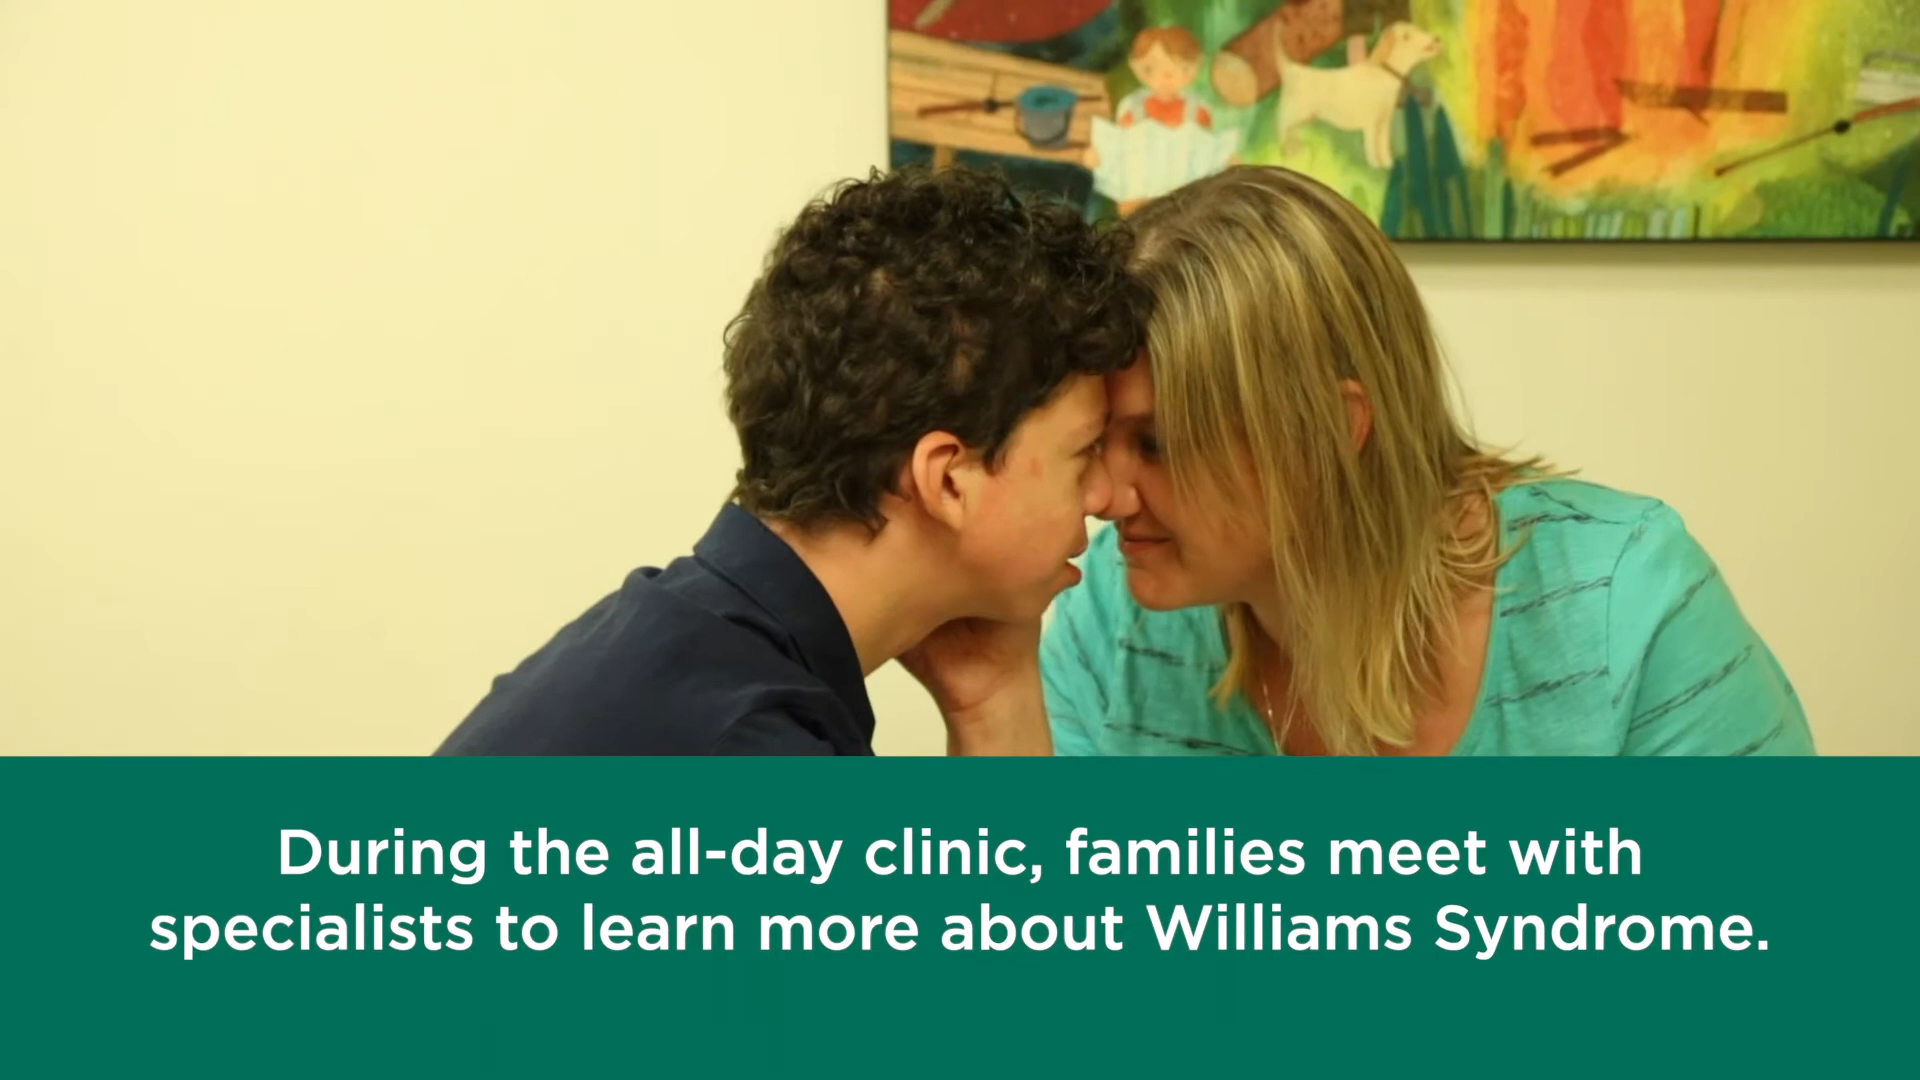 During the all-day clinic, families meet with
specialists to learn more about Williams Syndrome.